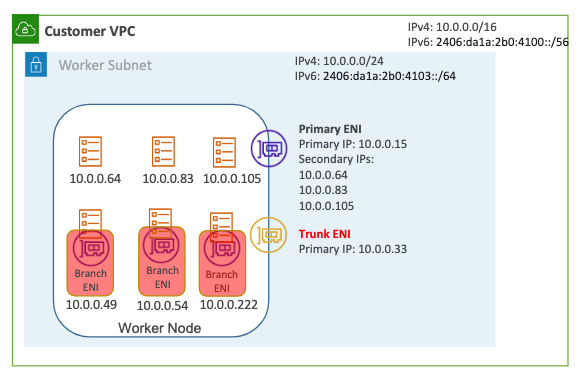 Customer VPC
IPv4: 10.0.0.0/16
IPv6: 2406:da1a:2b0:4100::/56
Worker Subnet
IPv4: 10.0.0.0/24
IPv6: 2406:da1a:2b0:4103::/64
Primary ENI
Primary IP: 10.0.0.15
Secondary IPs:
10.0.0.64
10.0.0.83
10.0.0.105
10.0.0.64
10.0.0.83
10.0.0.105
Trunk ENI
Primary IP: 10.0.0.33
Branch
ENI
Branch
ENI
Branch
ENI
10.0.0.49
10.0.0.54
10.0.0.222
Worker Node